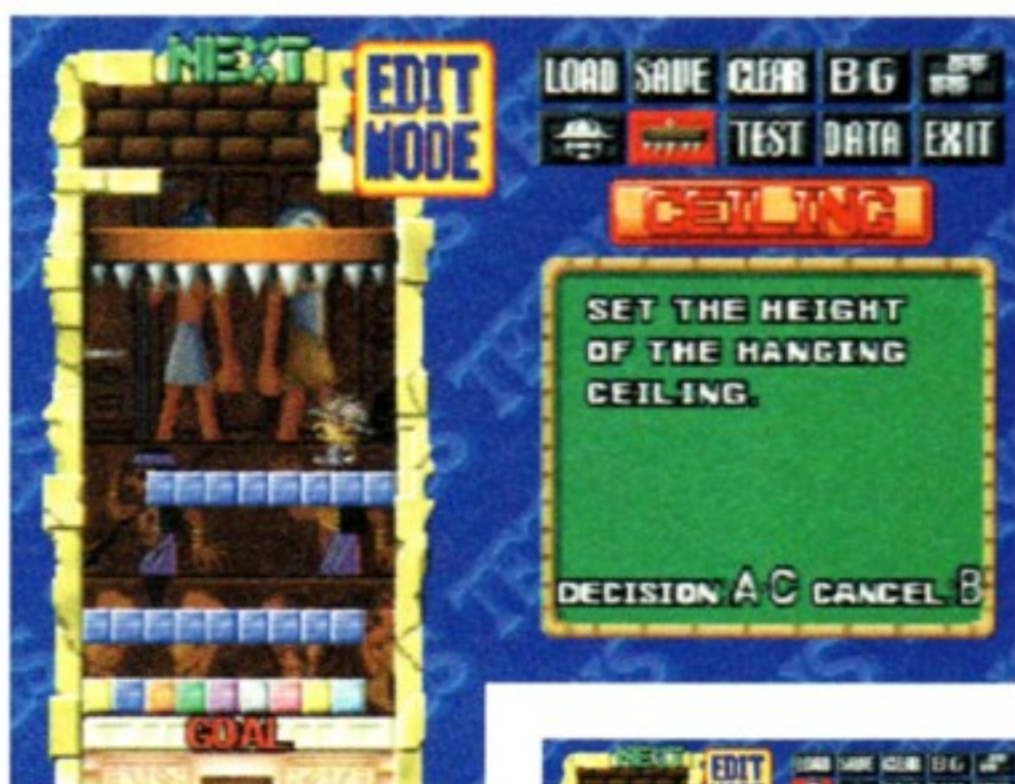 NEXT
EDIT
MODE
LOAD SAVE CLEAR BG
TEST DATA EXIT
CEILING
SET THE HEIGHT
OF THE HANGING
CEILING.
DECISION:A·C CANCEL:B
GOAL
NEXT
EDIT
LOAD SAVE CLEAR BG